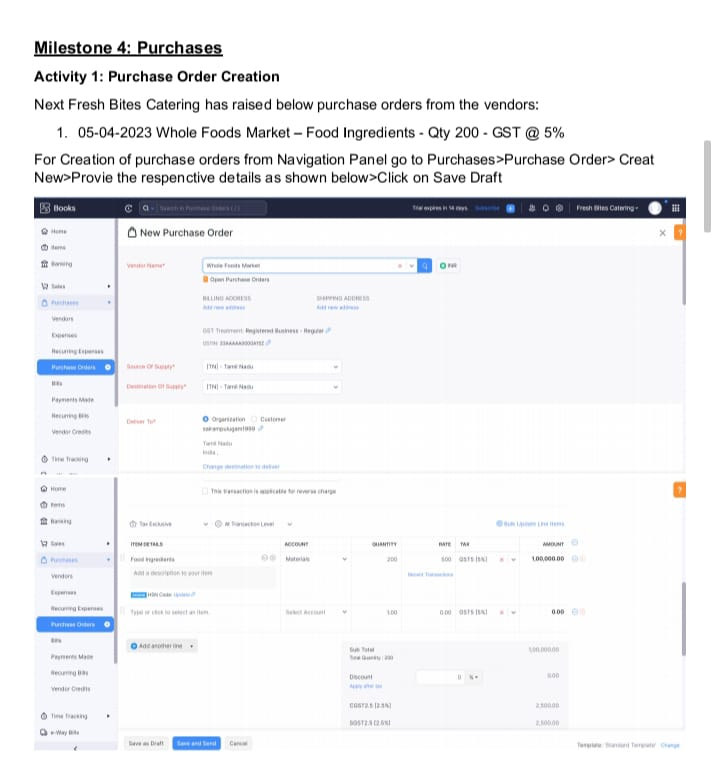 Milestone 4: Purchases
Activity 1: Purchase Order Creation
Next Fresh Bites Catering has raised below purchase orders from the vendors:
1. 05-04-2023 Whole Foods Market – Food Ingredients - Qty 200 - GST @ 5%
For Creation of purchase orders from Navigation Panel go to Purchases>Purchase Order> Creat
New>Provie the respenctive details as shown below>Click on Save Draft
Books
Search in Purchase Orders ( / )
Trial expires in 14 days
Subscribe
Fresh Bites Catering
Home
Items
Banking
Sales
Purchases
Vendors
Expenses
Recurring Expenses
Purchase Orders
Bills
Payments Made
Recurring Bills
Vendor Credits
Time Tracking
New Purchase Order
Vendor Name*
Whole Foods Market
INR
Open Purchase Orders
BILLING ADDRESS
SHIPPING ADDRESS
Add new address
Add new address
GST Treatment: Registered Business - Regular
Source Of Supply*
[TN] - Tamil Nadu
Destination Of Supply*
[TN] - Tamil Nadu
Deliver To*
Organization
Customer
Tamil Nadu
India .
Change destination to deliver
Home
Items
Banking
Sales
Purchases
Vendors
Expenses
Recurring Expenses
Purchase Orders
Bills
Payments Made
Recurring Bills
Vendor Credits
Time Tracking
e-Way Bills
This transaction is applicable for reverse charge
Tax Exclusive
At Transaction Level
Bulk Update Line Items
ITEM DETAILS
ACCOUNT
QUANTITY
RATE
TAX
AMOUNT
Food Ingredients
Materials
200
500
GST5 [5%]
1,00,000.00
Add a description to your item
Recent Transactions
HSN Code: Update
Type or click to select an item.
Select Account
1.00
0.00
GST5 [5%]
0.00
Add another line
Sub Total
1,00,000.00
Total Quantity : 200
Discount
0
%
0.00
Apply after tax
CGST2.5 [2.5%]
2,500.00
SGST2.5 [2.5%]
2,500.00
Save as Draft
Save and Send
Cancel
Template: 'Standard Template' Change